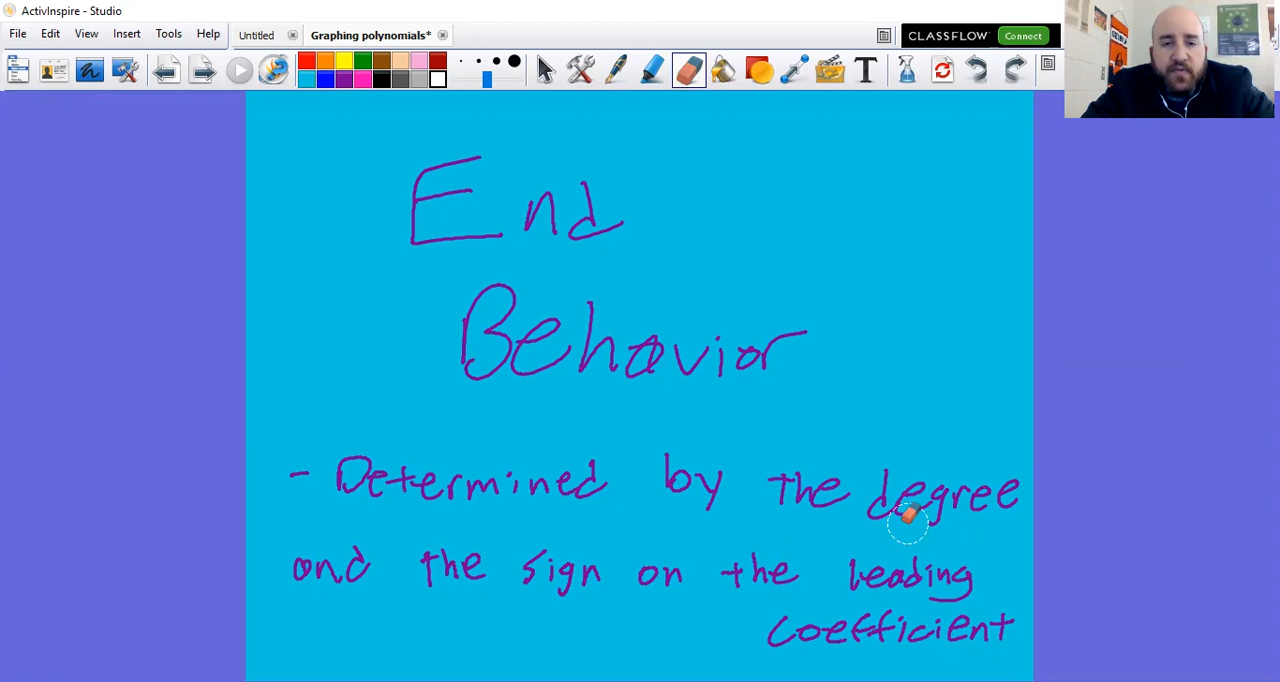 ActivInspire - Studio
File Edit View Insert Tools Help Untitled Graphing polynomials* CLASSFLOW Connect
End
Behavior
- Determined by the degree
and the sign on the leading
coefficient